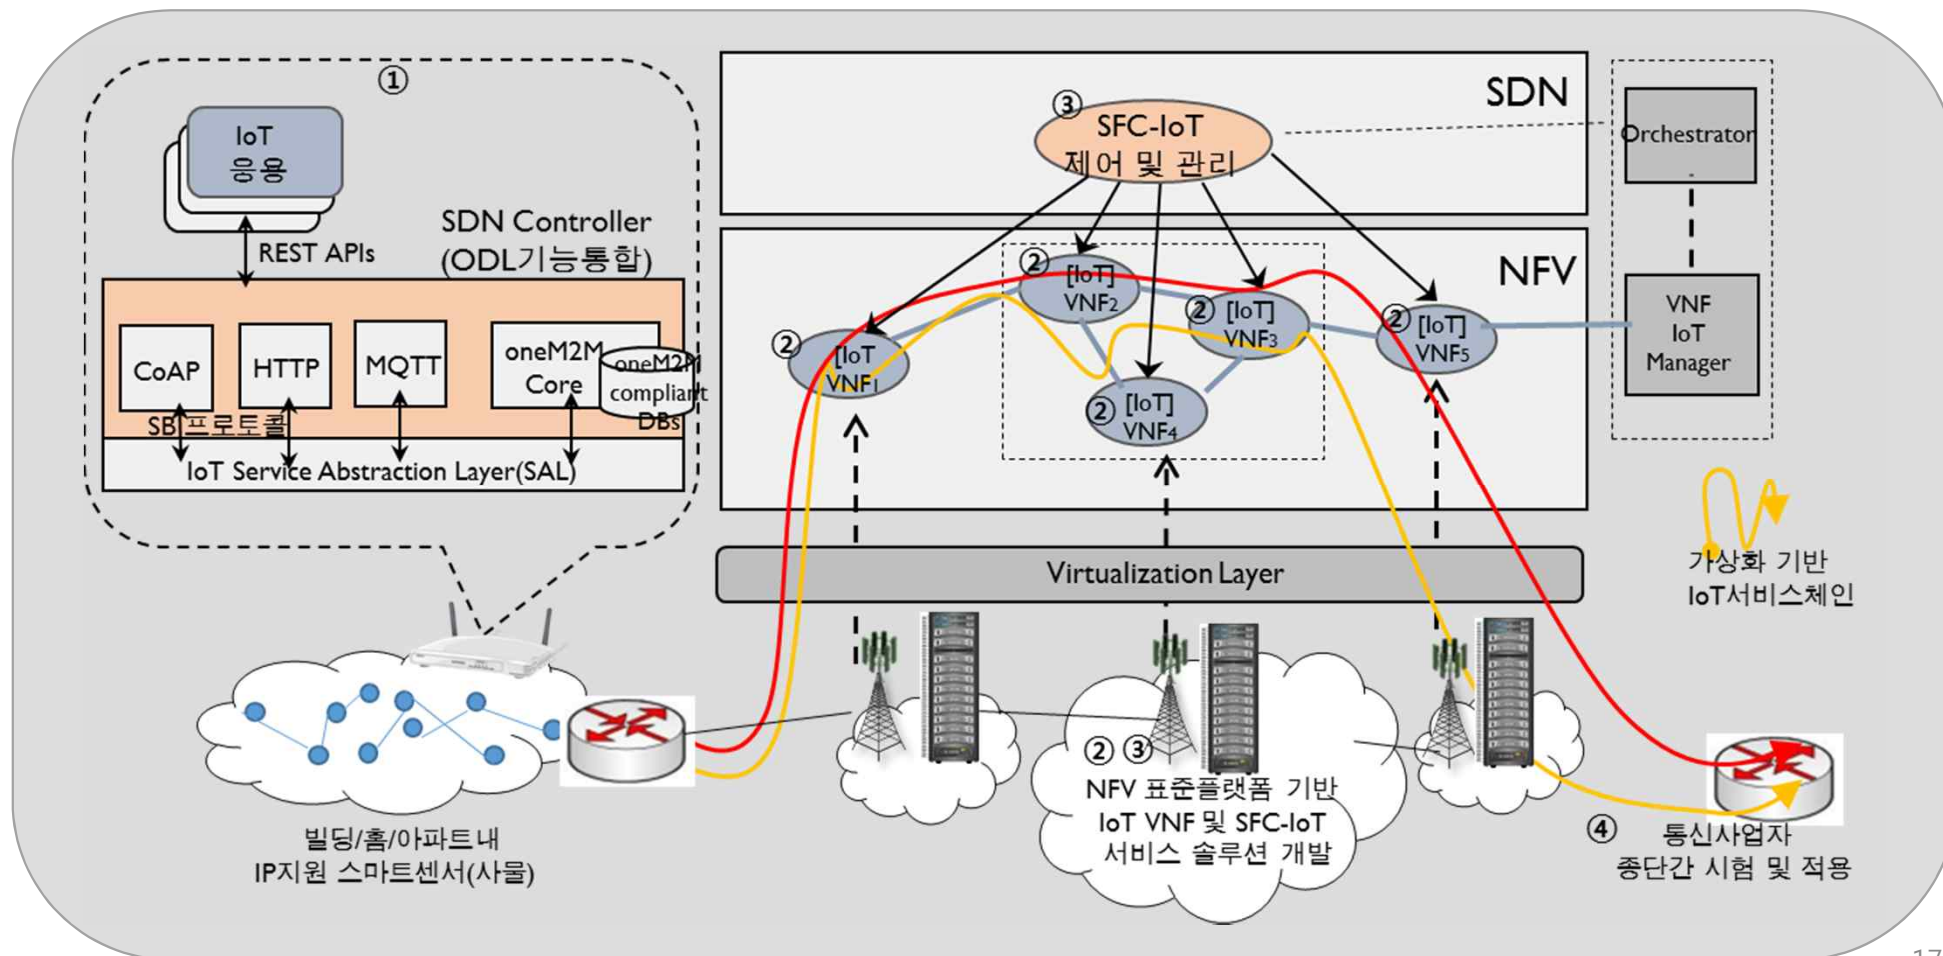 ①
IoT
응용
REST APIs
SDN Controller
(ODL기능통합)
CoAP
HTTP
MQTT
oneM2M
Core
oneM2M
compliant
DBs
SB 프로토콜
IoT Service Abstraction Layer(SAL)
SDN
③
SFC-IoT
제어 및 관리
NFV
②
[IoT
VNF1
②
[IoT]
VNF2
②
[IoT]
VNF3
②
[IoT]
VNF4
②
[IoT]
VNF5
Orchestrator
VNF
IoT
Manager
가상화 기반
IoT서비스체인
Virtualization Layer
빌딩/홈/아파트내
IP지원 스마트센서(사물)
② ③
NFV 표준플랫폼 기반
IoT VNF 및 SFC-IoT
서비스 솔루션 개발
④
통신사업자
종단간 시험 및 적용
17